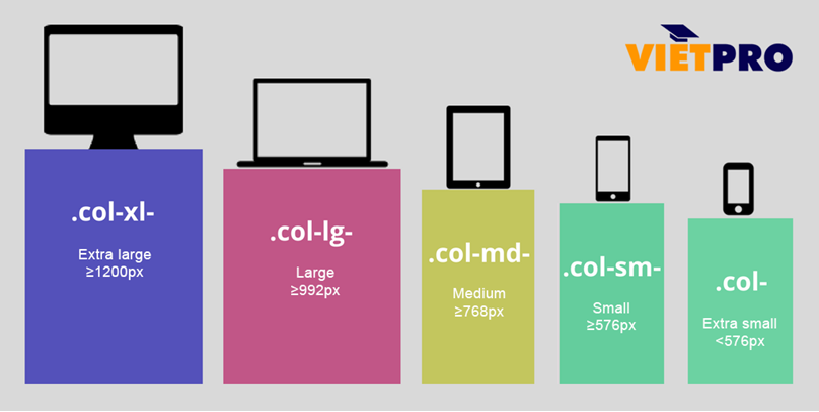 VIETPRO
.col-xl-
Extra large
≥1200px
.col-lg-
Large
≥992px
.col-md-
Medium
≥768px
.col-sm-
Small
≥576px
.col-
Extra small
<576px